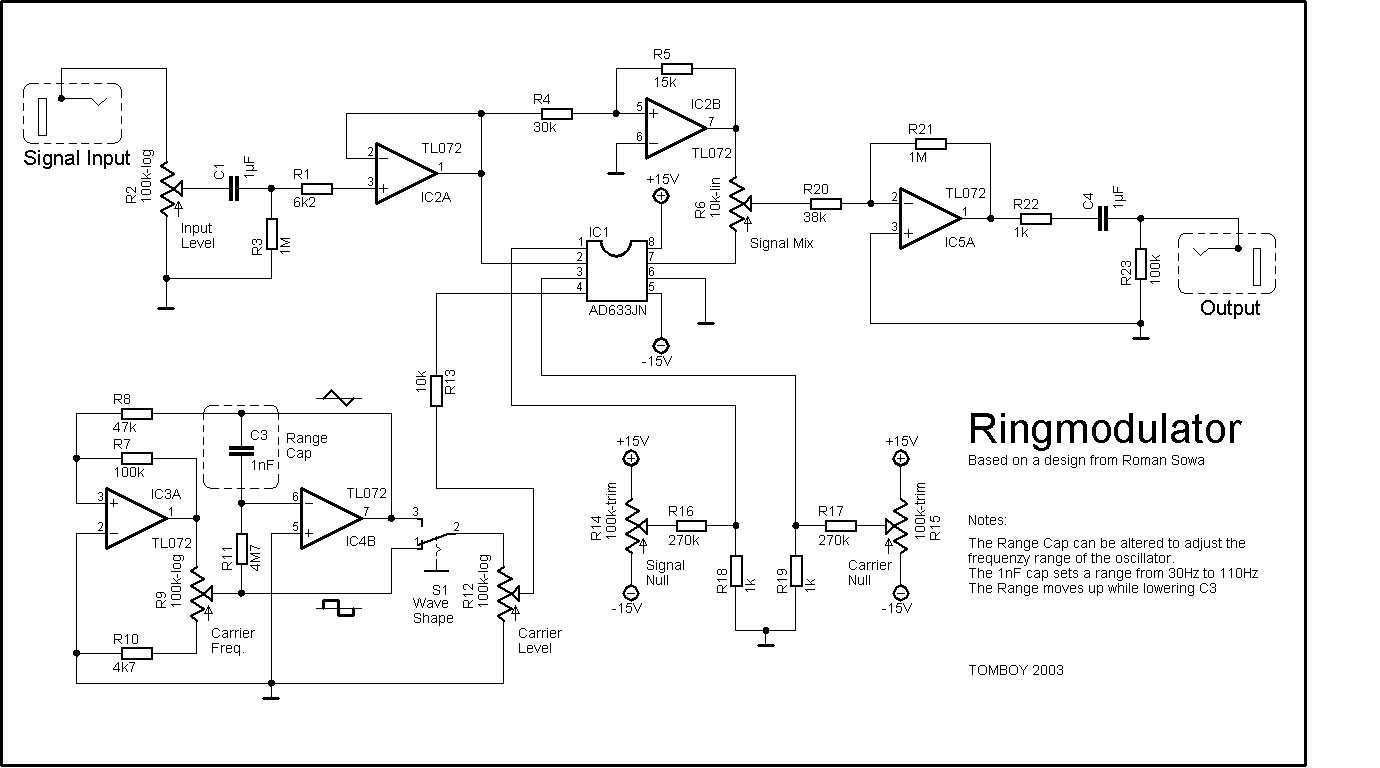 Signal Input
R2
100k-log
Input
Level
C1
1µF
R3
1M
R1
6k2
2
3
1
TL072
IC2A
R4
30k
R5
15k
5
6
7
IC2B
TL072
+15V
R6
10k-lin
Signal Mix
IC1
1
2
3
4
8
7
6
5
AD633JN
-15V
R20
38k
R21
1M
2
3
1
TL072
IC5A
R22
1k
C4
1µF
R23
100k
Output
10k
R13
R8
47k
R7
100k
3
2
1
IC3A
TL072
R9
100k-log
Carrier
Freq.
R10
4k7
C3
1nF
Range
Cap
R11
4M7
6
5
7
TL072
IC4B
3
1
2
S1
Wave
Shape
R12
100k-log
Carrier
Level
+15V
R14
100k-trim
-15V
R16
270k
Signal
Null
R18
1k
R19
1k
R17
270k
Carrier
Null
+15V
100k-trim
R15
-15V
Ringmodulator
Based on a design from Roman Sowa
Notes:
The Range Cap can be altered to adjust the
frequenzy range of the oscillator.
The 1nF cap sets a range from 30Hz to 110Hz
The Range moves up while lowering C3
TOMBOY 2003